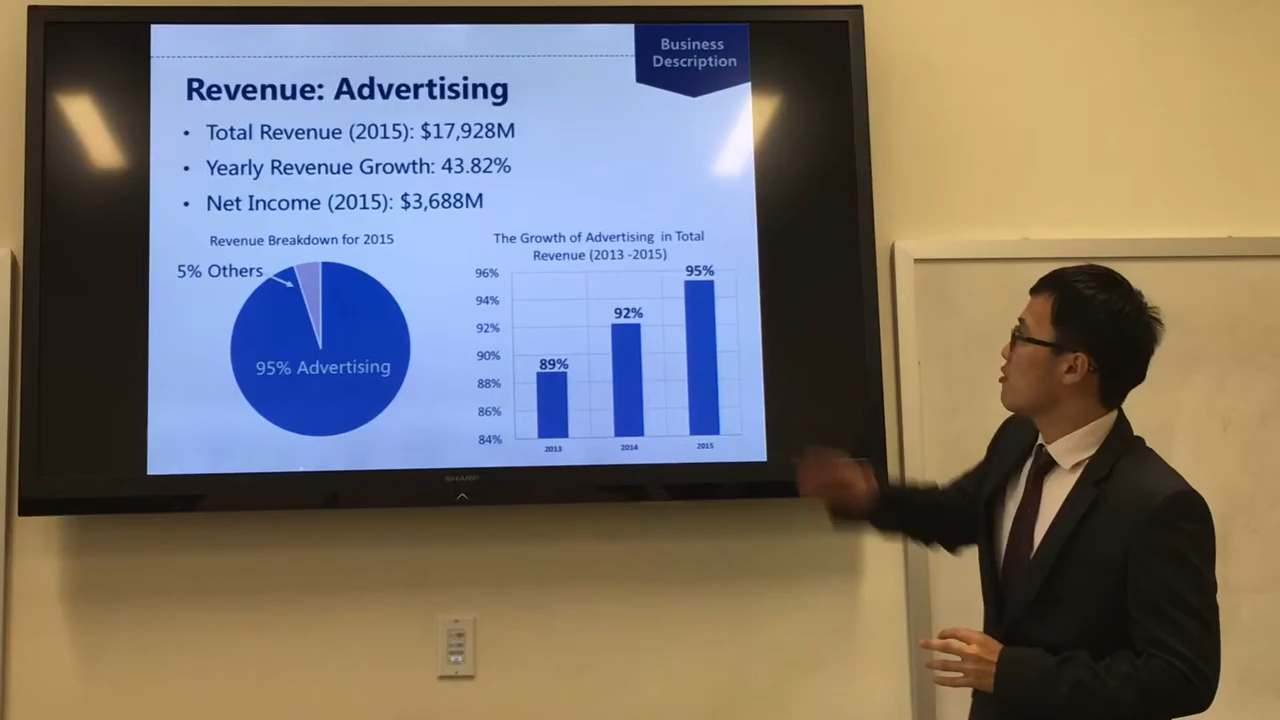 Business
Description
Revenue: Advertising
• Total Revenue (2015): $17,928M
• Yearly Revenue Growth: 43.82%
• Net Income (2015): $3,688M
Revenue Breakdown for 2015
5% Others
95% Advertising
The Growth of Advertising in Total
Revenue (2013 -2015)
96%
94%
92%
90%
88%
86%
84%
89%
92%
95%
2013
2014
2015
SHARP